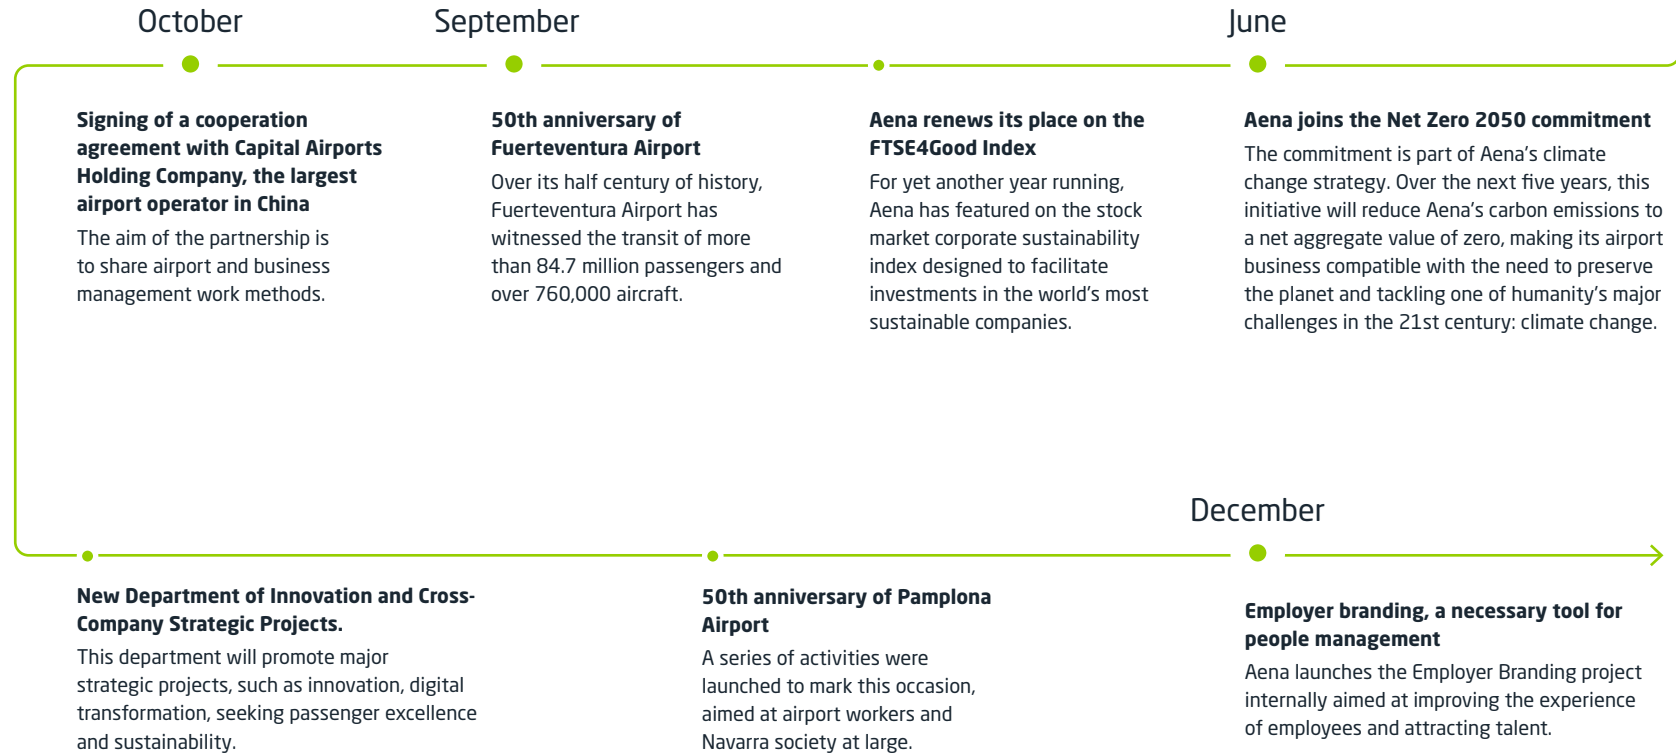 October
September
June
Signing of a cooperation
agreement with Capital Airports
Holding Company, the largest
airport operator in China
The aim of the partnership is
to share airport and business
management work methods.
50th anniversary of
Fuerteventura Airport
Over its half century of history,
Fuerteventura Airport has
witnessed the transit of more
than 84.7 million passengers and
over 760,000 aircraft.
Aena renews its place on the
FTSE4Good Index
For yet another year running,
Aena has featured on the stock
market corporate sustainability
index designed to facilitate
investments in the world's most
sustainable companies.
Aena joins the Net Zero 2050 commitment
The commitment is part of Aena's climate
change strategy. Over the next five years, this
initiative will reduce Aena's carbon emissions to
a net aggregate value of zero, making its airport
business compatible with the need to preserve
the planet and tackling one of humanity's major
challenges in the 21st century: climate change.
December
New Department of Innovation and Cross-
Company Strategic Projects.
This department will promote major
strategic projects, such as innovation, digital
transformation, seeking passenger excellence
and sustainability.
50th anniversary of Pamplona
Airport
A series of activities were
launched to mark this occasion,
aimed at airport workers and
Navarra society at large.
Employer branding, a necessary tool for
people management
Aena launches the Employer Branding project
internally aimed at improving the experience
of employees and attracting talent.